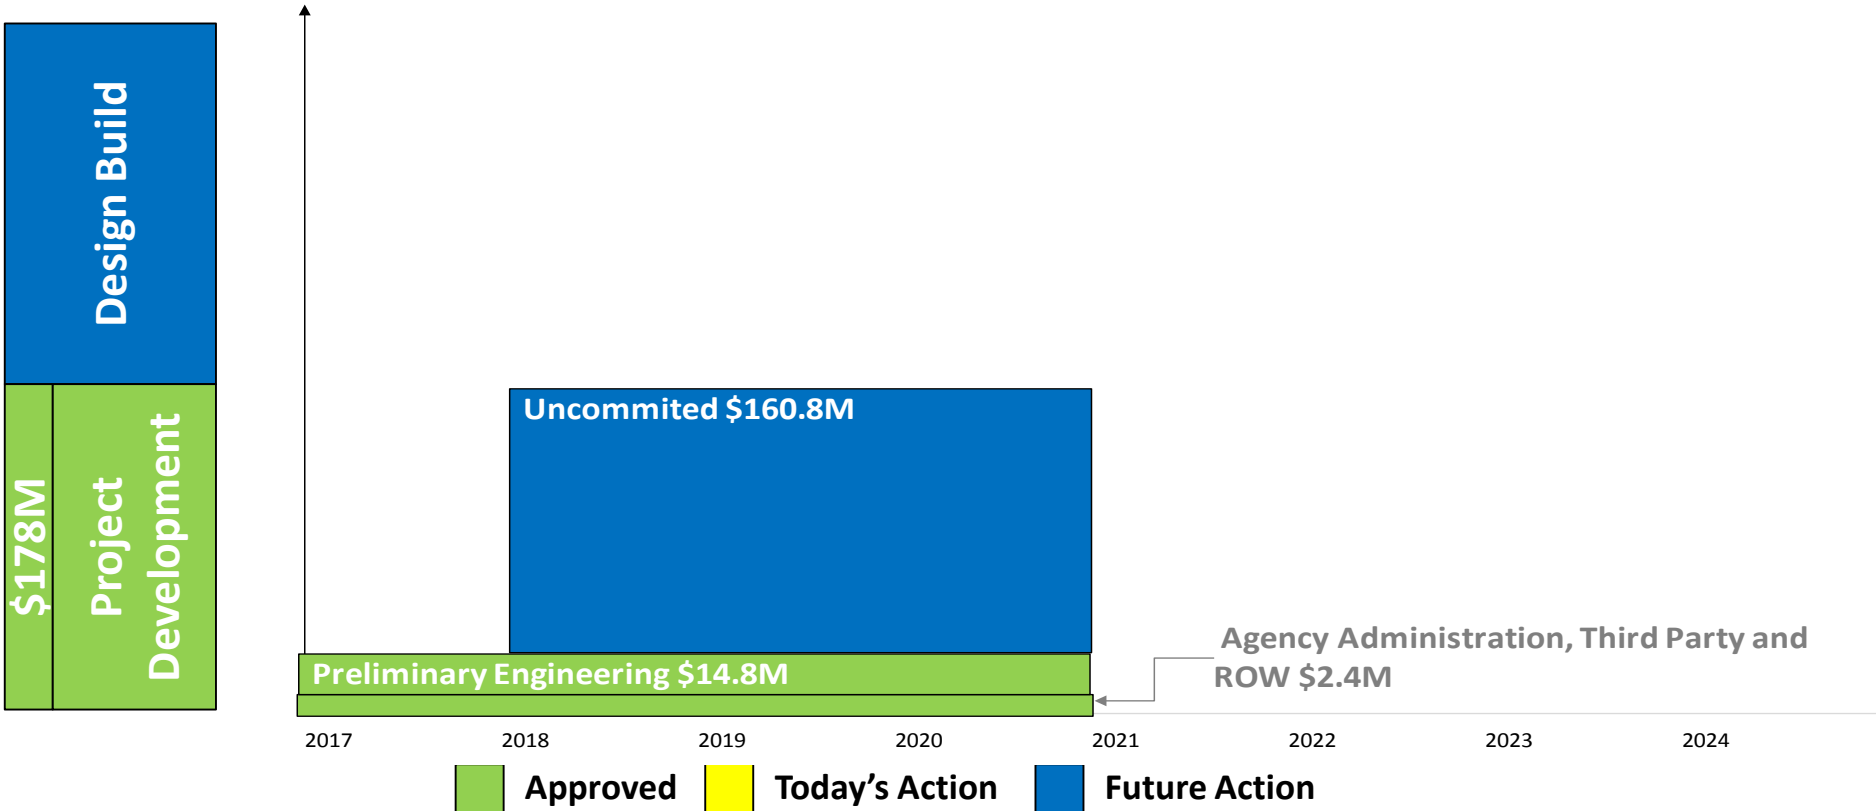 Design Build
$178M
Project
Development
Uncommited $160.8M
Preliminary Engineering $14.8M
Agency Administration, Third Party and
ROW $2.4M
2017 2018 2019 2020 2021 2022 2023 2024
Approved Today’s Action Future Action